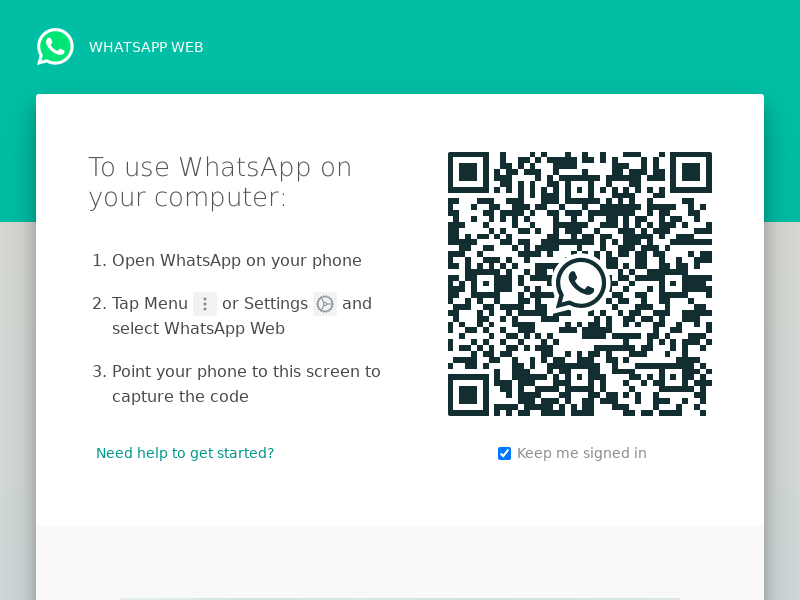 WHATSAPP WEB
To use WhatsApp on
your computer:
1. Open WhatsApp on your phone
2. Tap Menu or Settings and
select WhatsApp Web
3. Point your phone to this screen to
capture the code
Need help to get started?
Keep me signed in